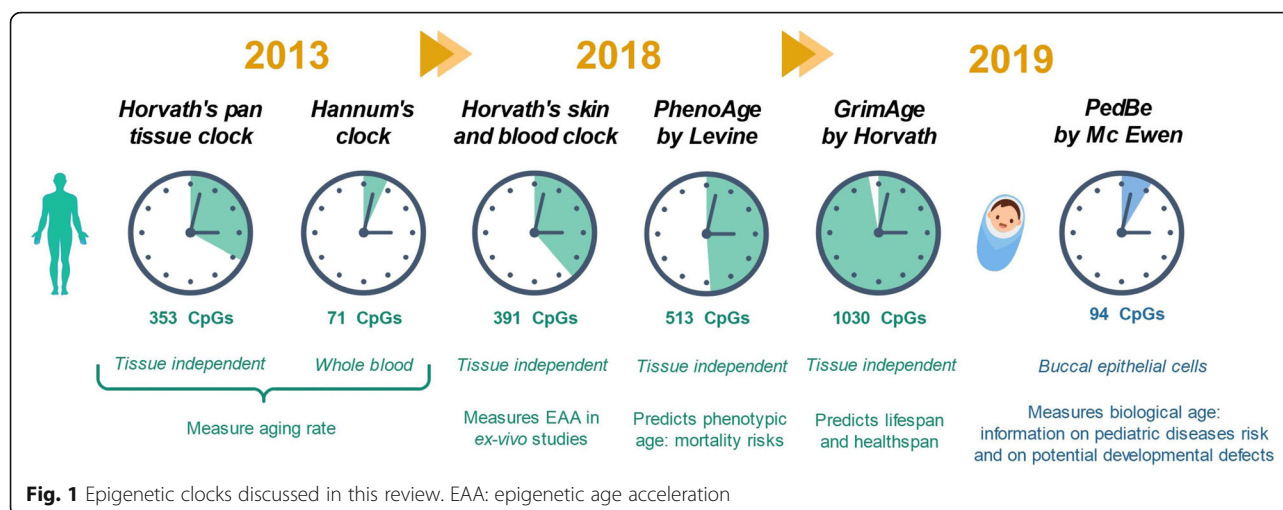 2013
2018
2019
Horvath's pan
tissue clock
Hannum's
clock
Horvath's skin
and blood clock
PhenoAge
by Levine
GrimAge
by Horvath
PedBe
by Mc Ewen
353 CpGs
71 CpGs
391 CpGs
513 CpGs
1030 CpGs
94 CpGs
Tissue independent
Whole blood
Tissue independent
Tissue independent
Tissue independent
Buccal epithelial cells
Measure aging rate
Measures EAA in
ex-vivo studies
Predicts phenotypic
age: mortality risks
Predicts lifespan
and healthspan
Measures biological age:
information on pediatric diseases risk
and on potential developmental defects
Fig. 1 Epigenetic clocks discussed in this review. EAA: epigenetic age acceleration